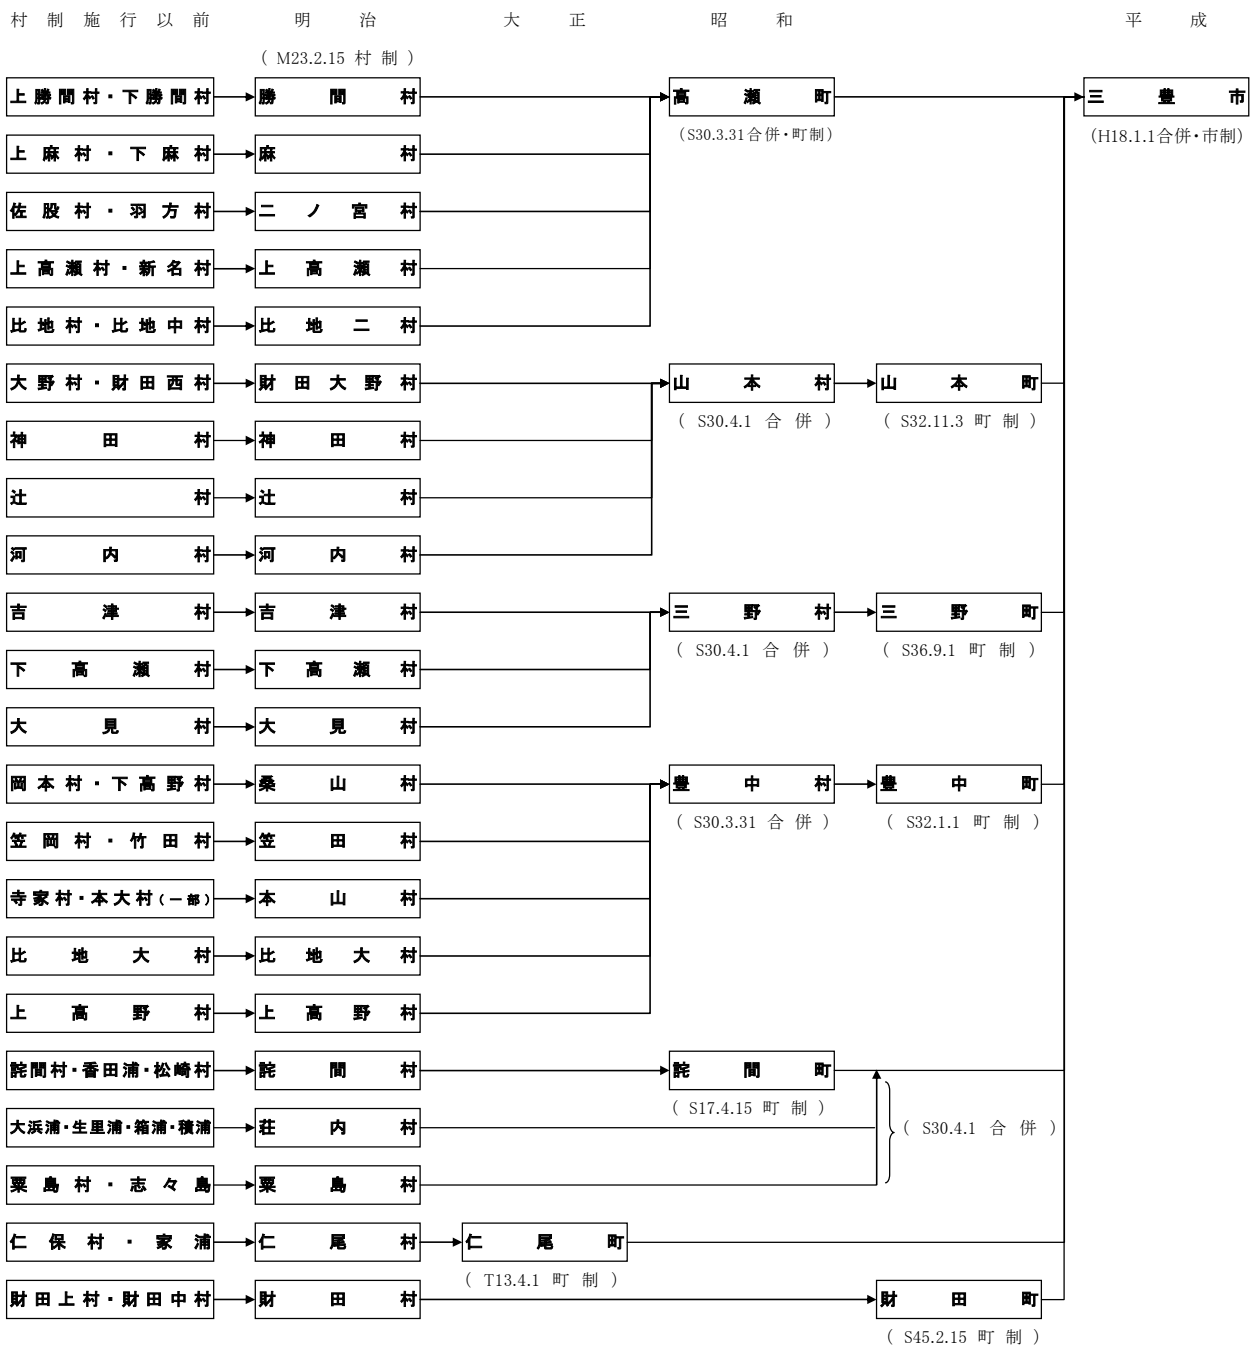 村制施行以前 明治 大正 昭和 平成
(M23.2.15村制)
上勝間村・下勝間村 勝間村 高瀬町 三豊市
(S30.3.31合併・町制) (H18.1.1合併・市制)
上麻村・下麻村 麻村
佐股村・羽方村 二ノ宮村
上高瀬村・新名村 上高瀬村
比地村・比地中村 比地二村
大野村・財田西村 財田大野村 山本村 山本町
(S30.4.1合併) (S32.11.3町制)
神田村 神田村
辻村 辻村
河内村 河内村
吉津村 吉津村 三野村 三野町
(S30.4.1合併) (S36.9.1町制)
下高瀬村 下高瀬村
大見村 大見村
岡本村・下高野村 桑山村 豊中村 豊中町
(S30.3.31合併) (S32.1.1町制)
笠岡村・竹田村 笠田村
寺家村・本大村(一部) 本山村
比地大村 比地大村
上高野村 上高野村
詫間村・香田浦・松崎村 詫間村 詫間町
(S17.4.15町制)
大浜浦・生里浦・箱浦・積浦 荘内村 (S30.4.1合併)
粟島村・志々島 粟島村
仁保村・家浦 仁尾村 仁尾町
(T13.4.1町制)
財田上村・財田中村 財田村 財田町
(S45.2.15町制)